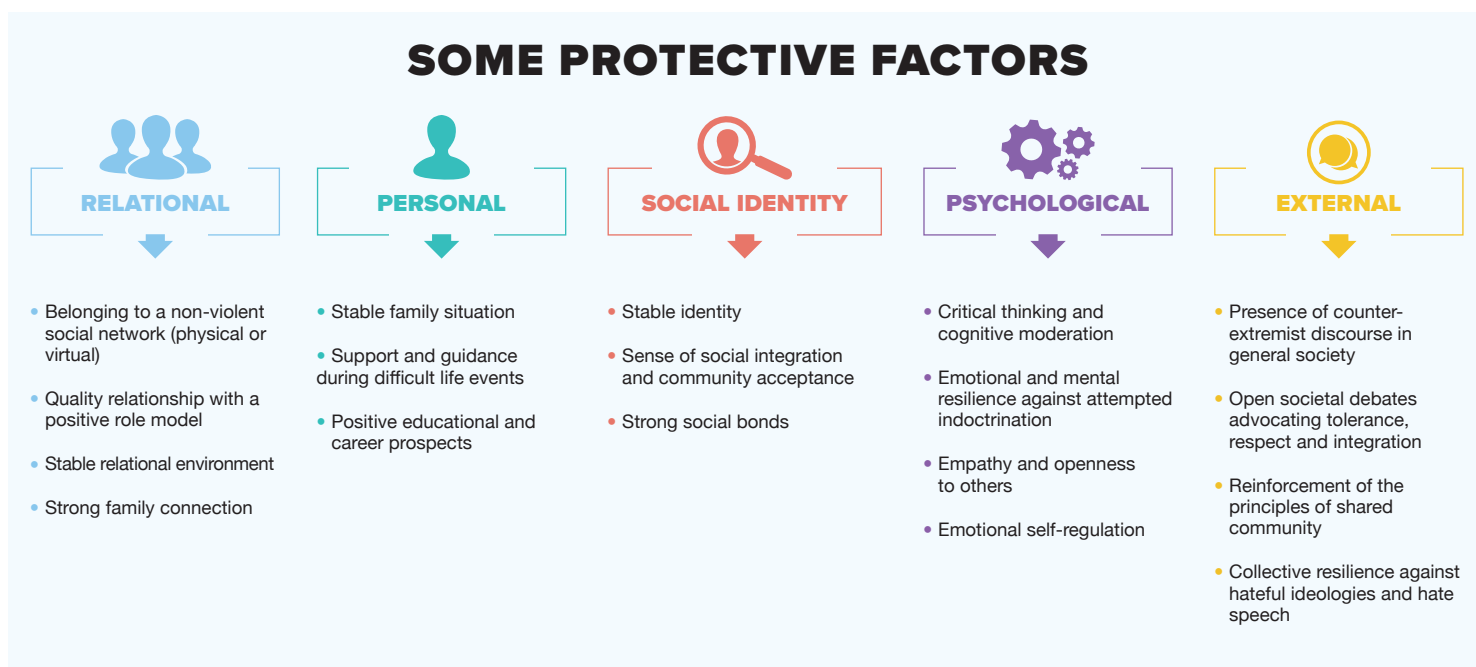 SOME PROTECTIVE FACTORS
RELATIONAL
• Belonging to a non-violent
social network (physical or
virtual)
• Quality relationship with a
positive role model
• Stable relational environment
• Strong family connection
PERSONAL
• Stable family situation
• Support and guidance
during difficult life events
• Positive educational and
career prospects
SOCIAL IDENTITY
• Stable identity
• Sense of social integration
and community acceptance
• Strong social bonds
PSYCHOLOGICAL
• Critical thinking and
cognitive moderation
• Emotional and mental
resilience against attempted
indoctrination
• Empathy and openness
to others
• Emotional self-regulation
EXTERNAL
• Presence of counter-
extremist discourse in
general society
• Open societal debates
advocating tolerance,
respect and integration
• Reinforcement of the
principles of shared
community
• Collective resilience against
hateful ideologies and hate
speech